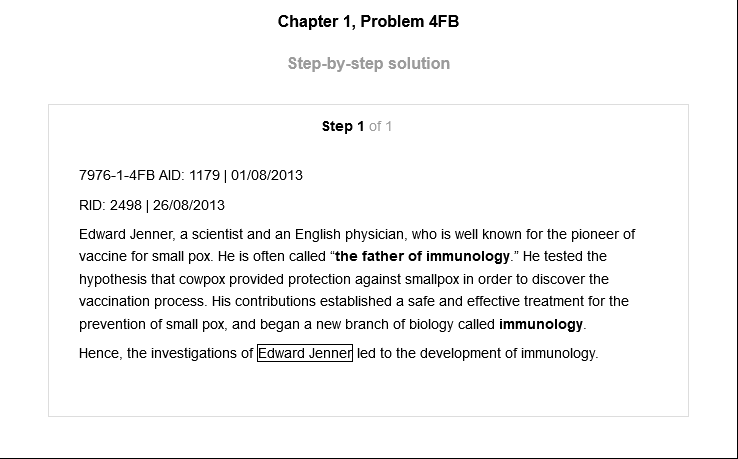 Chapter 1, Problem 4FB
Step-by-step solution
Step 1 of 1
7976-1-4FB AID: 1179 | 01/08/2013
RID: 2498 | 26/08/2013
Edward Jenner, a scientist and an English physician, who is well known for the pioneer of
vaccine for small pox. He is often called “the father of immunology.” He tested the
hypothesis that cowpox provided protection against smallpox in order to discover the
vaccination process. His contributions established a safe and effective treatment for the
prevention of small pox, and began a new branch of biology called immunology.
Hence, the investigations of Edward Jenner led to the development of immunology.